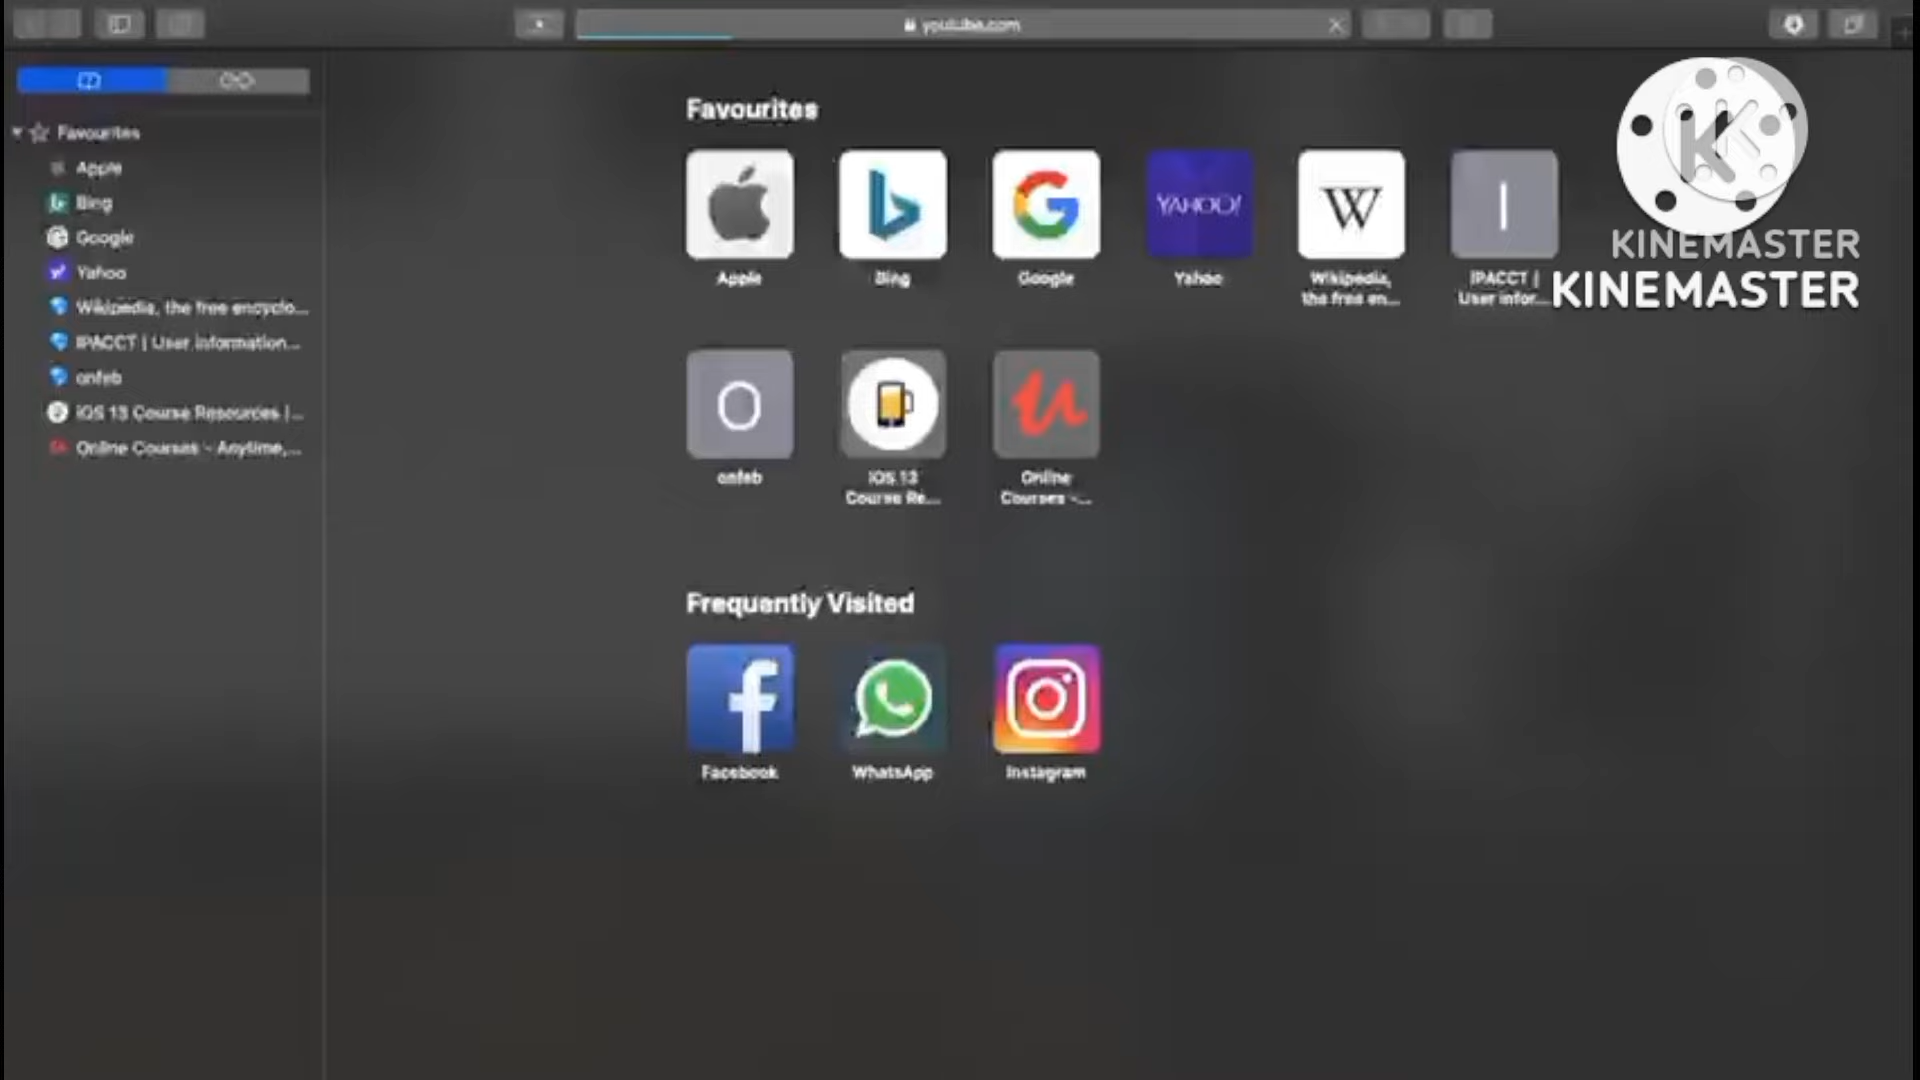 youtube.com
Favourites
Apple
Bing
Google
Yahoo
Wikipedia, the free encyclo...
IPACCT | User information...
onfeb
iOS 13 Course Resources |...
Online Courses - Anytime,...
Favourites
YAHOO!
W
I
Apple
Bing
Google
Yahoo
Wikipedia,
the free en...
IPACCT |
User infor...
O
onfeb
iOS 13
Course Re...
Online
Courses -...
Frequently Visited
Facebook
WhatsApp
Instagram
K
K
KINEMASTER
KINEMASTER